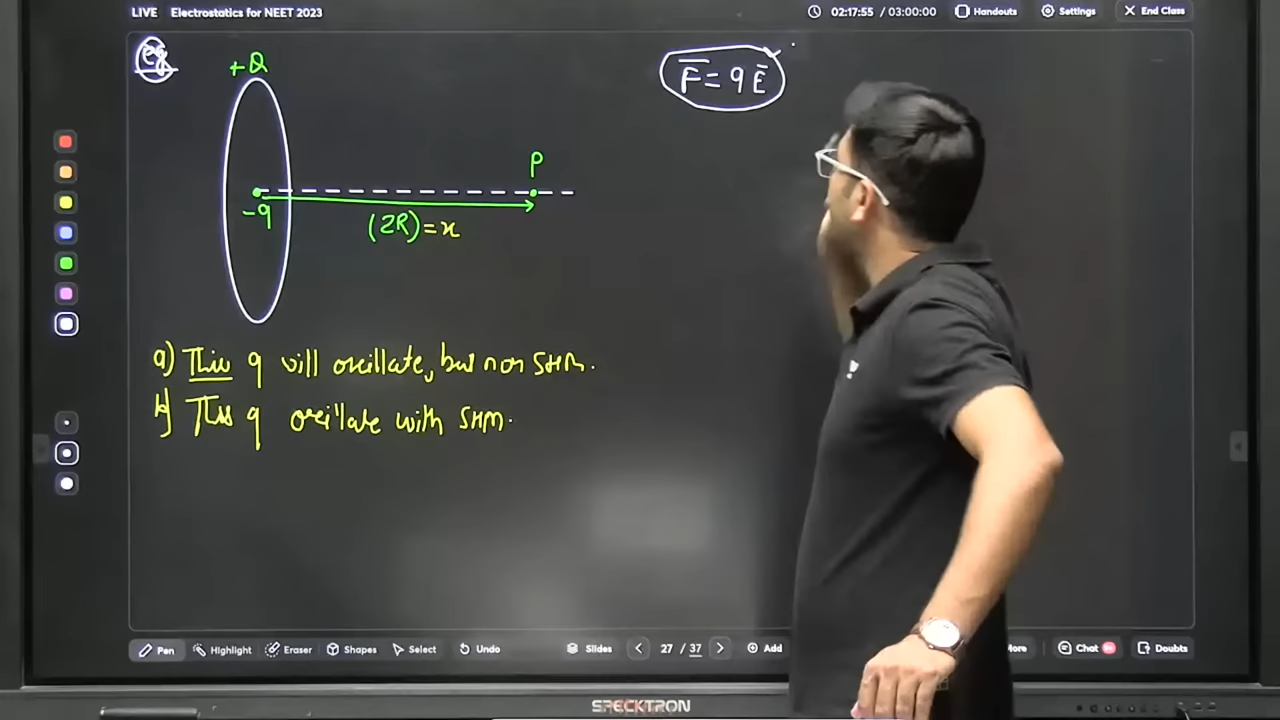 LIVE Electrostatics for NEET 2023
02:17:55 / 03:00:00 Handouts Settings End Class
eg
+Q
F = qE
P
-q
(2R) = x
a) This q will oscillate, but non SHM.
b) This q oscillate with SHM.
Pen Highlight Eraser Shapes Select Undo Slides 27 / 37 Add More Chat Doubts
SPECKTRON